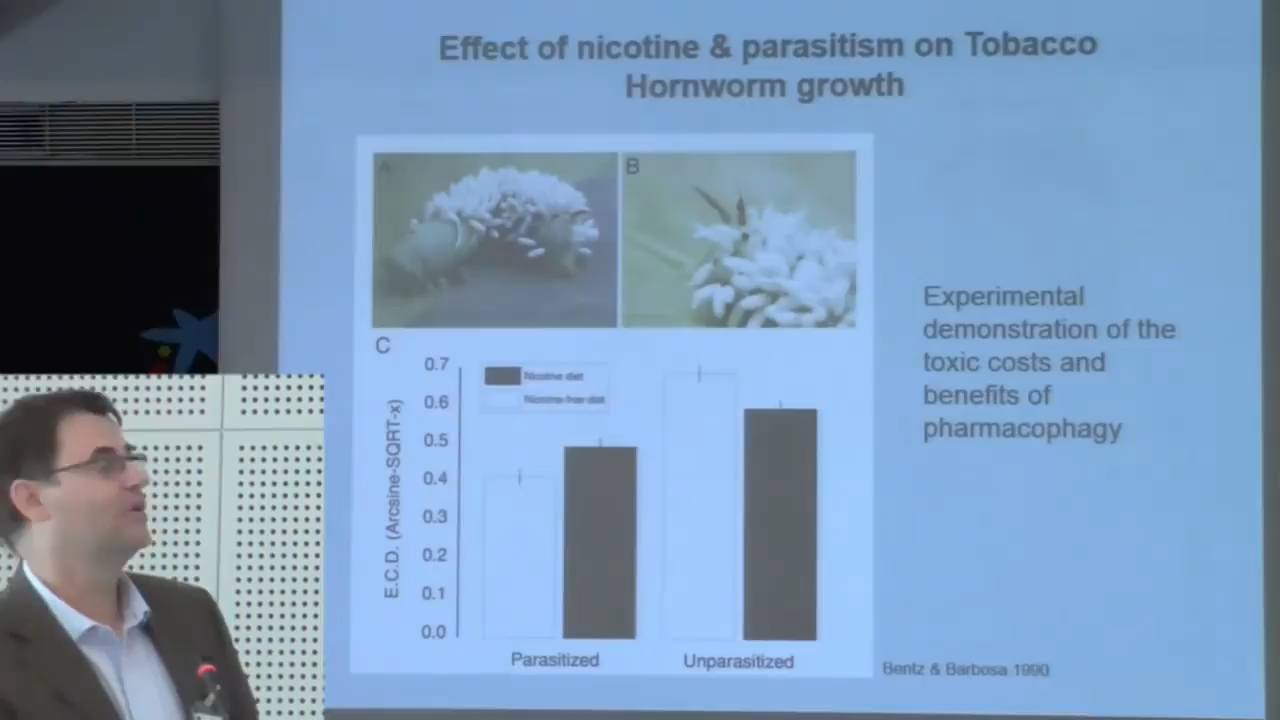 Effect of nicotine & parasitism on Tobacco
Hornworm growth
A
B
C
0.7
0.6
0.5
0.4
0.3
0.2
0.1
0.0
E.C.D. (Arcsine-SQRT-x)
Nicotine diet
Nicotine-free diet
Parasitized
Unparasitized
Experimental
demonstration of the
toxic costs and
benefits of
pharmacophagy
Bentz & Barbosa 1990